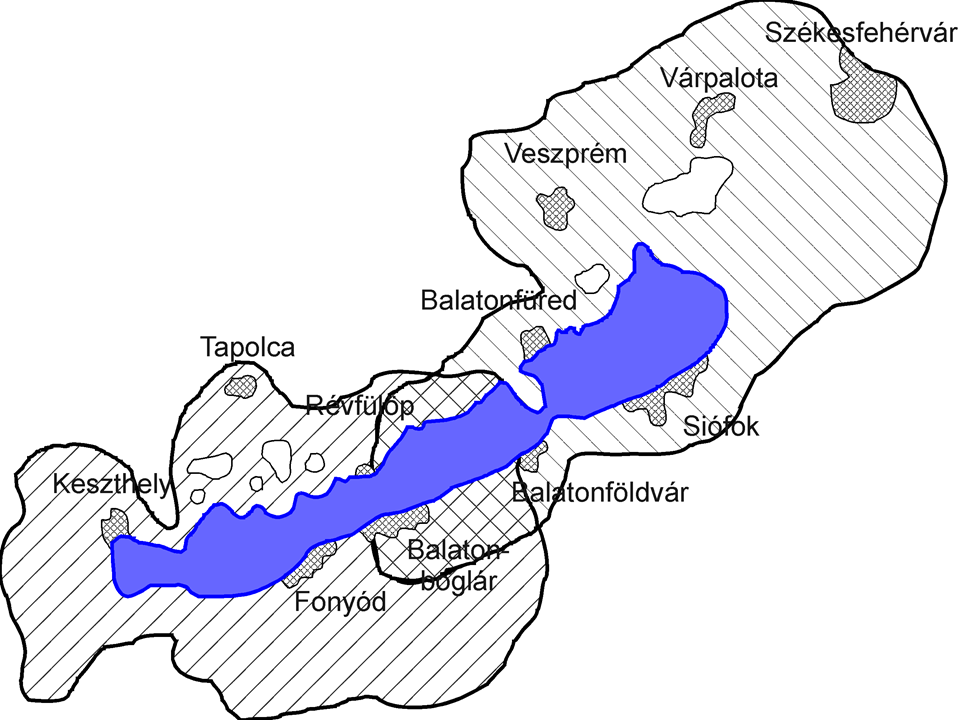 Székesfehérvár
Várpalota
Veszprém
Balatonfüred
Tapolca
Révfülöp
Siófok
Keszthely
Balatonföldvár
Balaton-
boglár
Fonyód